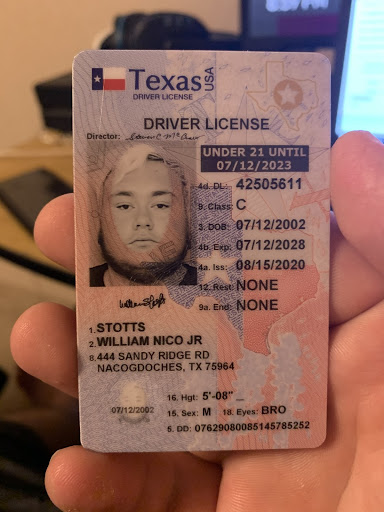 Texas USA
DRIVER LICENSE
DRIVER LICENSE
Director:
UNDER 21 UNTIL
07/12/2023
4d. DL: 42505611
9. Class: C
3. DOB: 07/12/2002
4b. Exp: 07/12/2028
4a. Iss: 08/15/2020
12. Rest: NONE
9a. End: NONE
1. STOTTS
2. WILLIAM NICO JR
8. 444 SANDY RIDGE RD
NACOGDOCHES, TX 75964
16. Hgt: 5'-08"
07/12/2002
15. Sex: M 18. Eyes: BRO
5. DD: 07629080085145785252